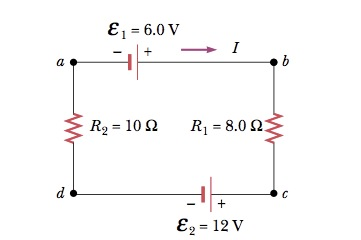 ℰ₁ = 6.0 V
− + I
a b
R₂ = 10 Ω R₁ = 8.0 Ω
d c
− +
ℰ₂ = 12 V